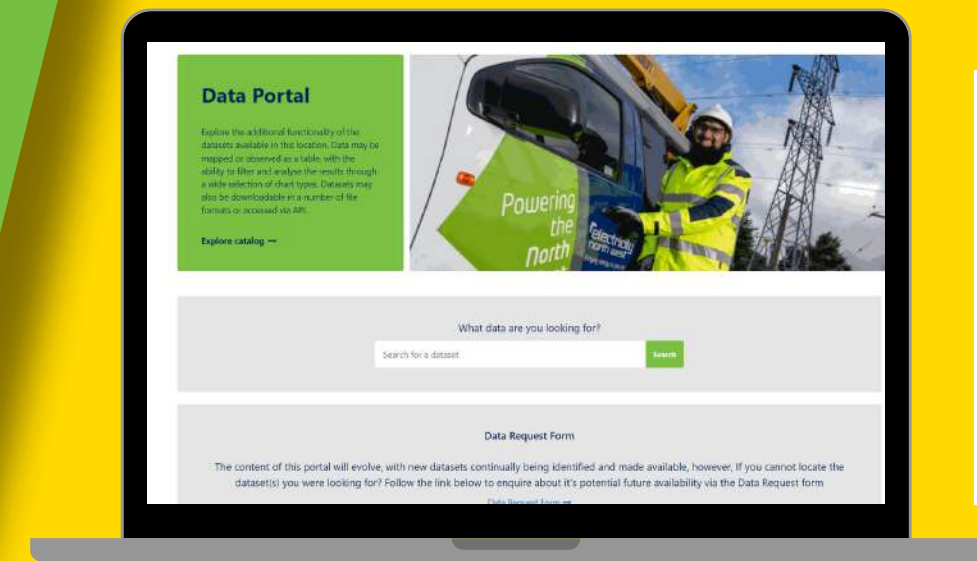 Data Portal
Explore the additional functionality of the
datasets available in this location. Data may be
mapped or observed as a table, with the
ability to filter and analyse the results through
a wide selection of chart types. Datasets may
also be downloadable in a number of file
formats or accessed via API.
Explore catalog →
Powering
the
North
electricity
north west
What data are you looking for?
Search for a dataset
Search
Data Request Form
The content of this portal will evolve, with new datasets continually being identified and made available, however, If you cannot locate the
dataset(s) you were looking for? Follow the link below to enquire about it's potential future availability via the Data Request form
Data Request Form →